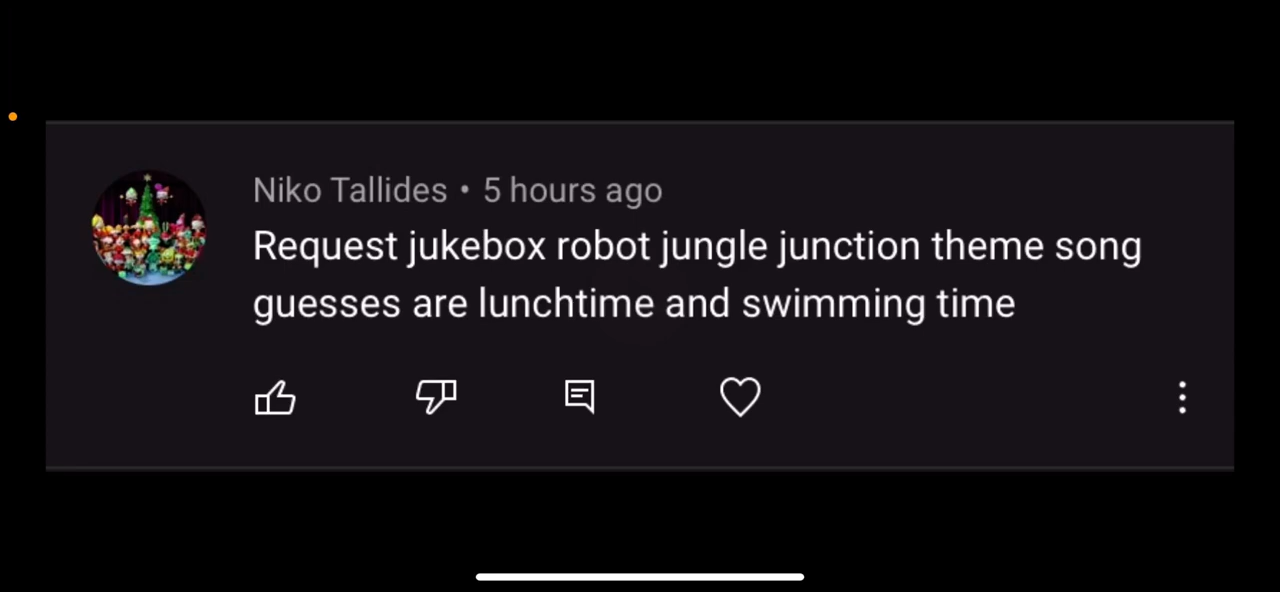 Niko Tallides • 5 hours ago
Request jukebox robot jungle junction theme song
guesses are lunchtime and swimming time